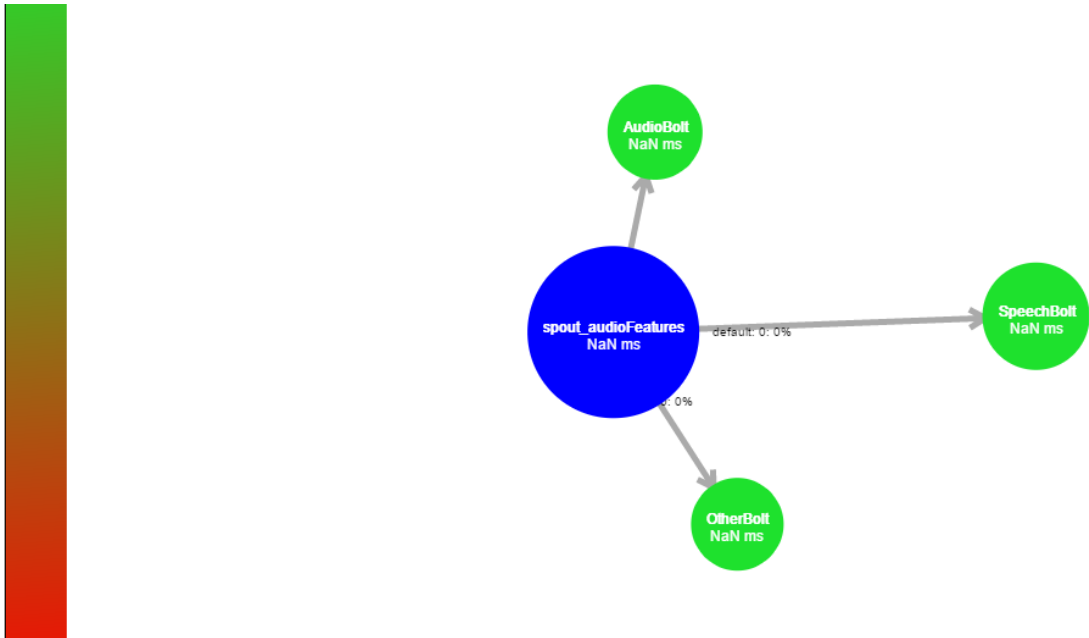 AudioBolt
NaN ms
SpeechBolt
NaN ms
spout_audioFeatures
NaN ms
default: 0: 0%
0: 0%
OtherBolt
NaN ms